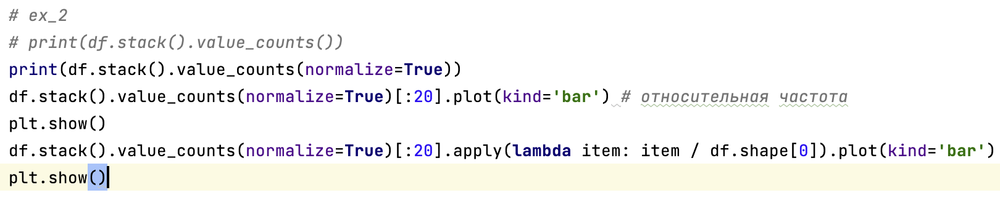 # ex_2
# print(df.stack().value_counts())
print(df.stack().value_counts(normalize=True))
df.stack().value_counts(normalize=True)[:20].plot(kind='bar') # относительная частота
plt.show()
df.stack().value_counts(normalize=True)[:20].apply(lambda item: item / df.shape[0]).plot(kind='bar')
plt.show()